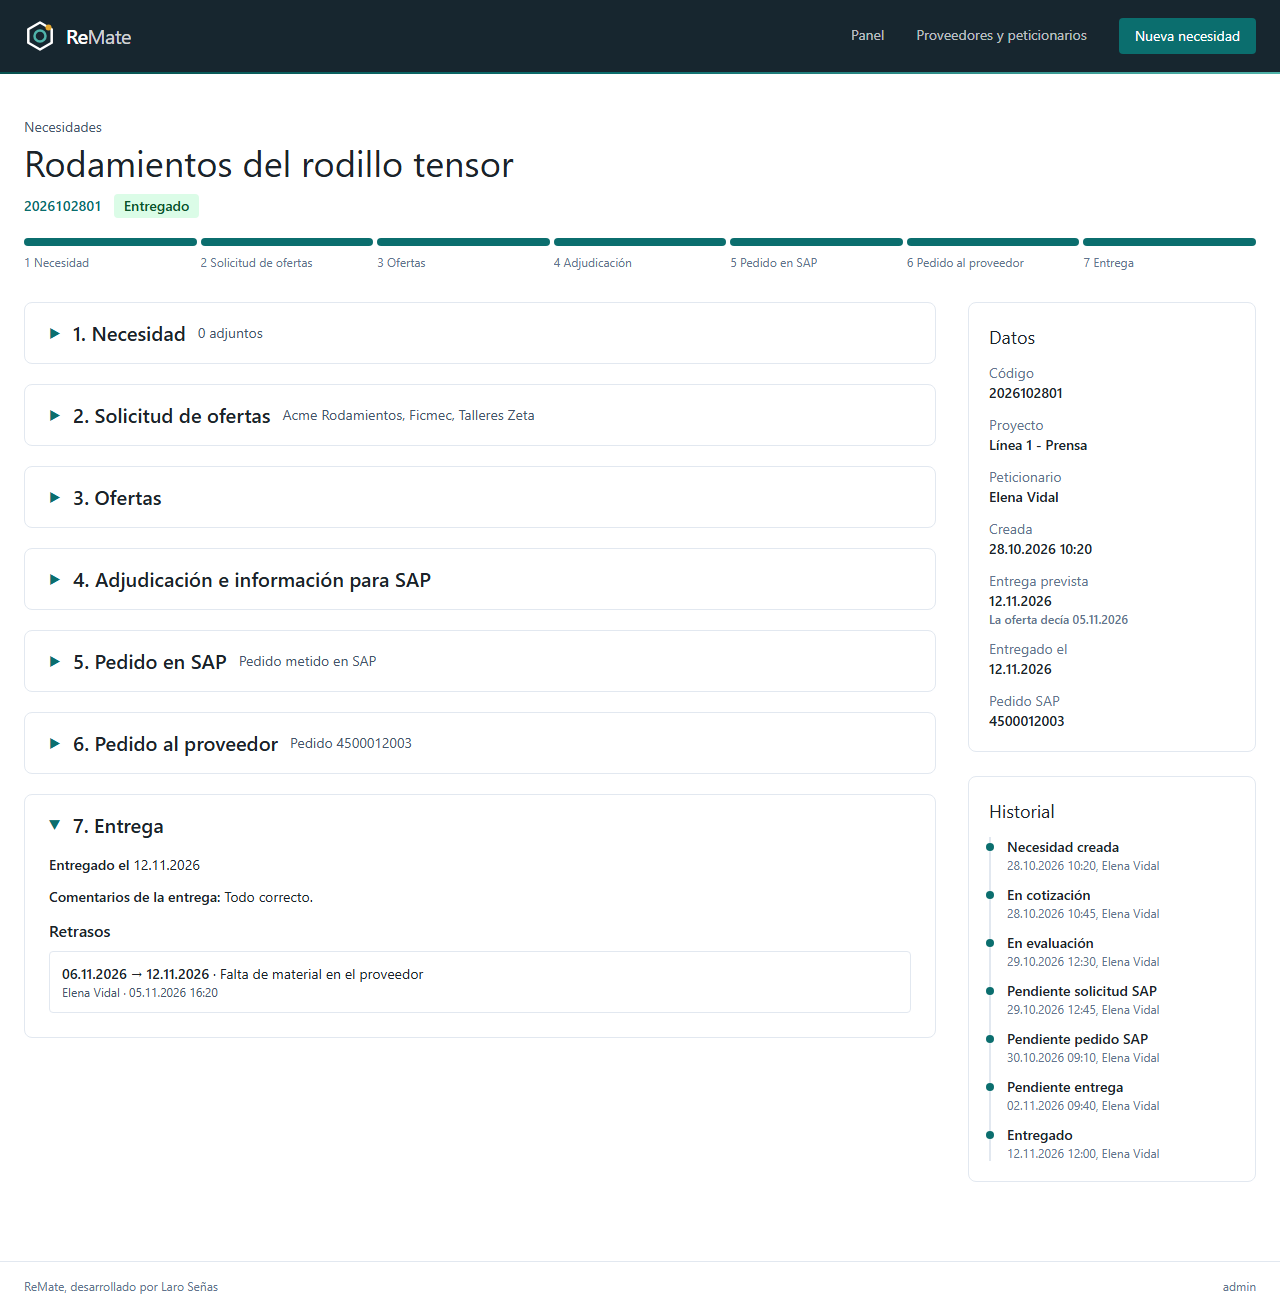 ReMate
Panel
Proveedores y peticionarios
Nueva necesidad
Necesidades
Rodamientos del rodillo tensor
2026102801 Entregado
1 Necesidad
2 Solicitud de ofertas
3 Ofertas
4 Adjudicación
5 Pedido en SAP
6 Pedido al proveedor
7 Entrega
1. Necesidad 0 adjuntos
2. Solicitud de ofertas Acme Rodamientos, Ficmec, Talleres Zeta
3. Ofertas
4. Adjudicación e información para SAP
5. Pedido en SAP Pedido metido en SAP
6. Pedido al proveedor Pedido 4500012003
7. Entrega
Entregado el 12.11.2026
Comentarios de la entrega: Todo correcto.
Retrasos
06.11.2026 → 12.11.2026 · Falta de material en el proveedor
Elena Vidal · 05.11.2026 16:20
Datos
Código
2026102801
Proyecto
Línea 1 - Prensa
Peticionario
Elena Vidal
Creada
28.10.2026 10:20
Entrega prevista
12.11.2026
La oferta decía 05.11.2026
Entregado el
12.11.2026
Pedido SAP
4500012003
Historial
Necesidad creada
28.10.2026 10:20, Elena Vidal
En cotización
28.10.2026 10:45, Elena Vidal
En evaluación
29.10.2026 12:30, Elena Vidal
Pendiente solicitud SAP
29.10.2026 12:45, Elena Vidal
Pendiente pedido SAP
30.10.2026 09:10, Elena Vidal
Pendiente entrega
02.11.2026 09:40, Elena Vidal
Entregado
12.11.2026 12:00, Elena Vidal
ReMate, desarrollado por Laro Señas
admin